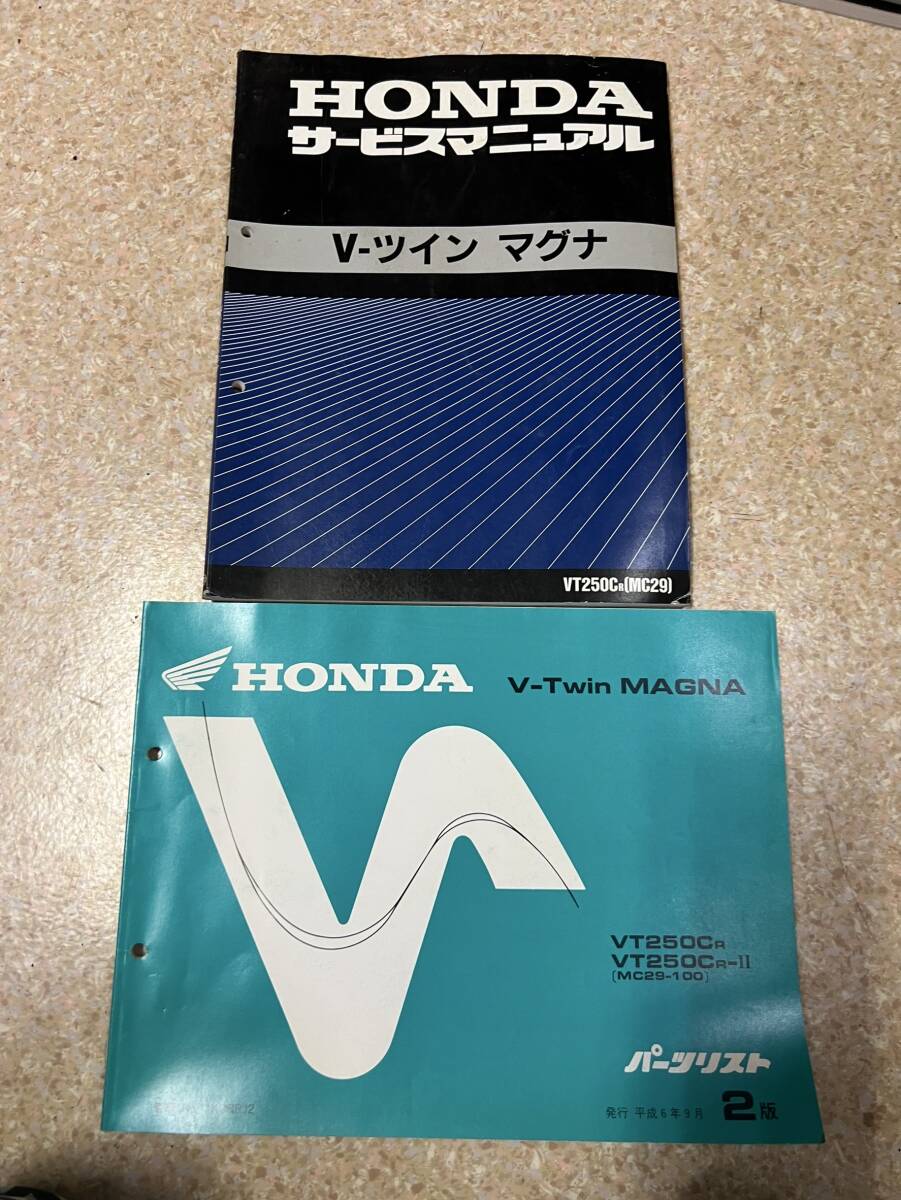 HONDA
サービスマニュアル
V-ツイン マグナ
VT250CR(MC29)
HONDA
V-Twin MAGNA
VT250CR
VT250CR-II
(MC29-100)
パーツリスト
発行 平成6年9月 2版